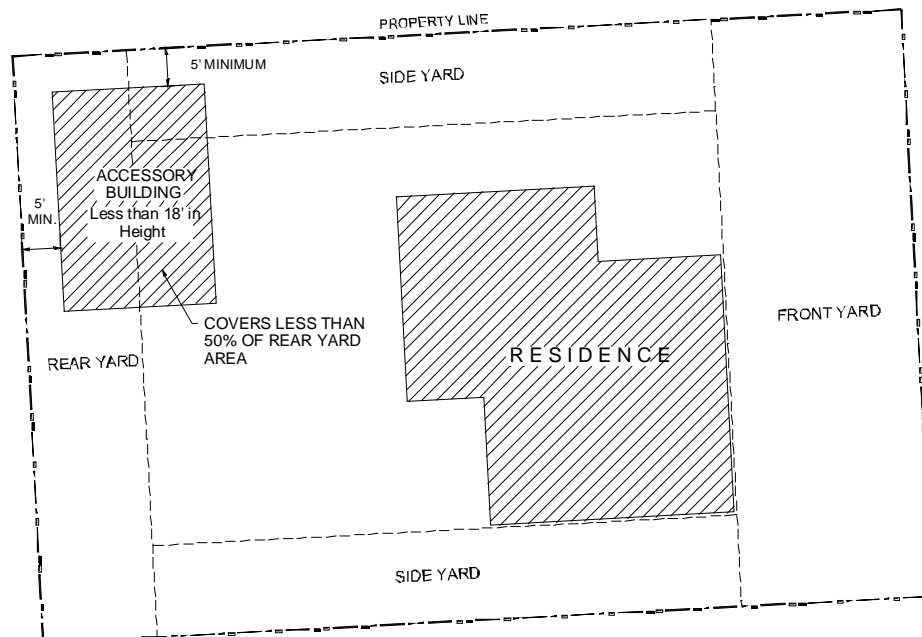 PROPERTY LINE
5' MINIMUM
SIDE YARD
ACCESSORY
BUILDING
Less than 18' in
Height
5'
MIN.
COVERS LESS THAN
50% OF REAR YARD
AREA
FRONT YARD
RESIDENCE
REAR YARD
SIDE YARD